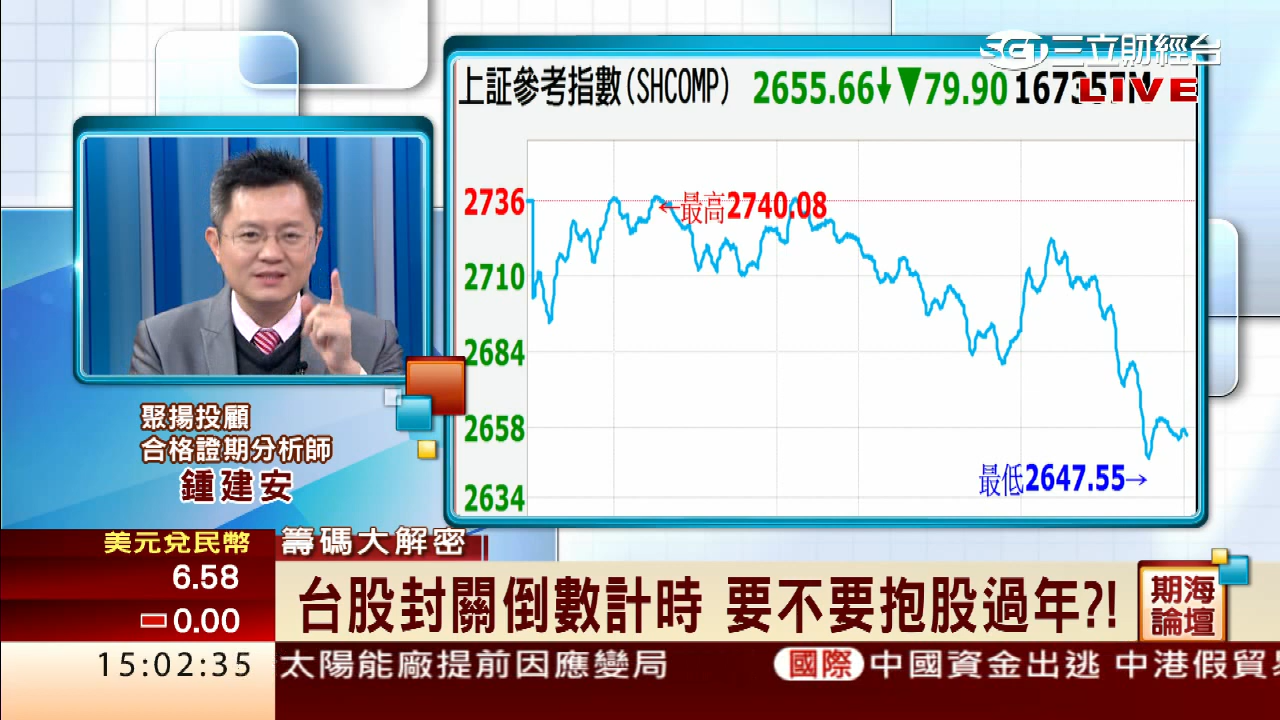 SET三立財經台
LIVE
上証參考指數(SHCOMP) 2655.66↓▼79.90
2736
2710
2684
2658
2634
←最高2740.08
最低2647.55→
聚揚投顧
合格證期分析師
鍾建安
美元兌民幣
6.58
0.00
15:02:35
籌碼大解密
台股封關倒數計時 要不要抱股過年?!
期海
論壇
太陽能廠提前因應變局
國際 中國資金出逃 中港假貿易